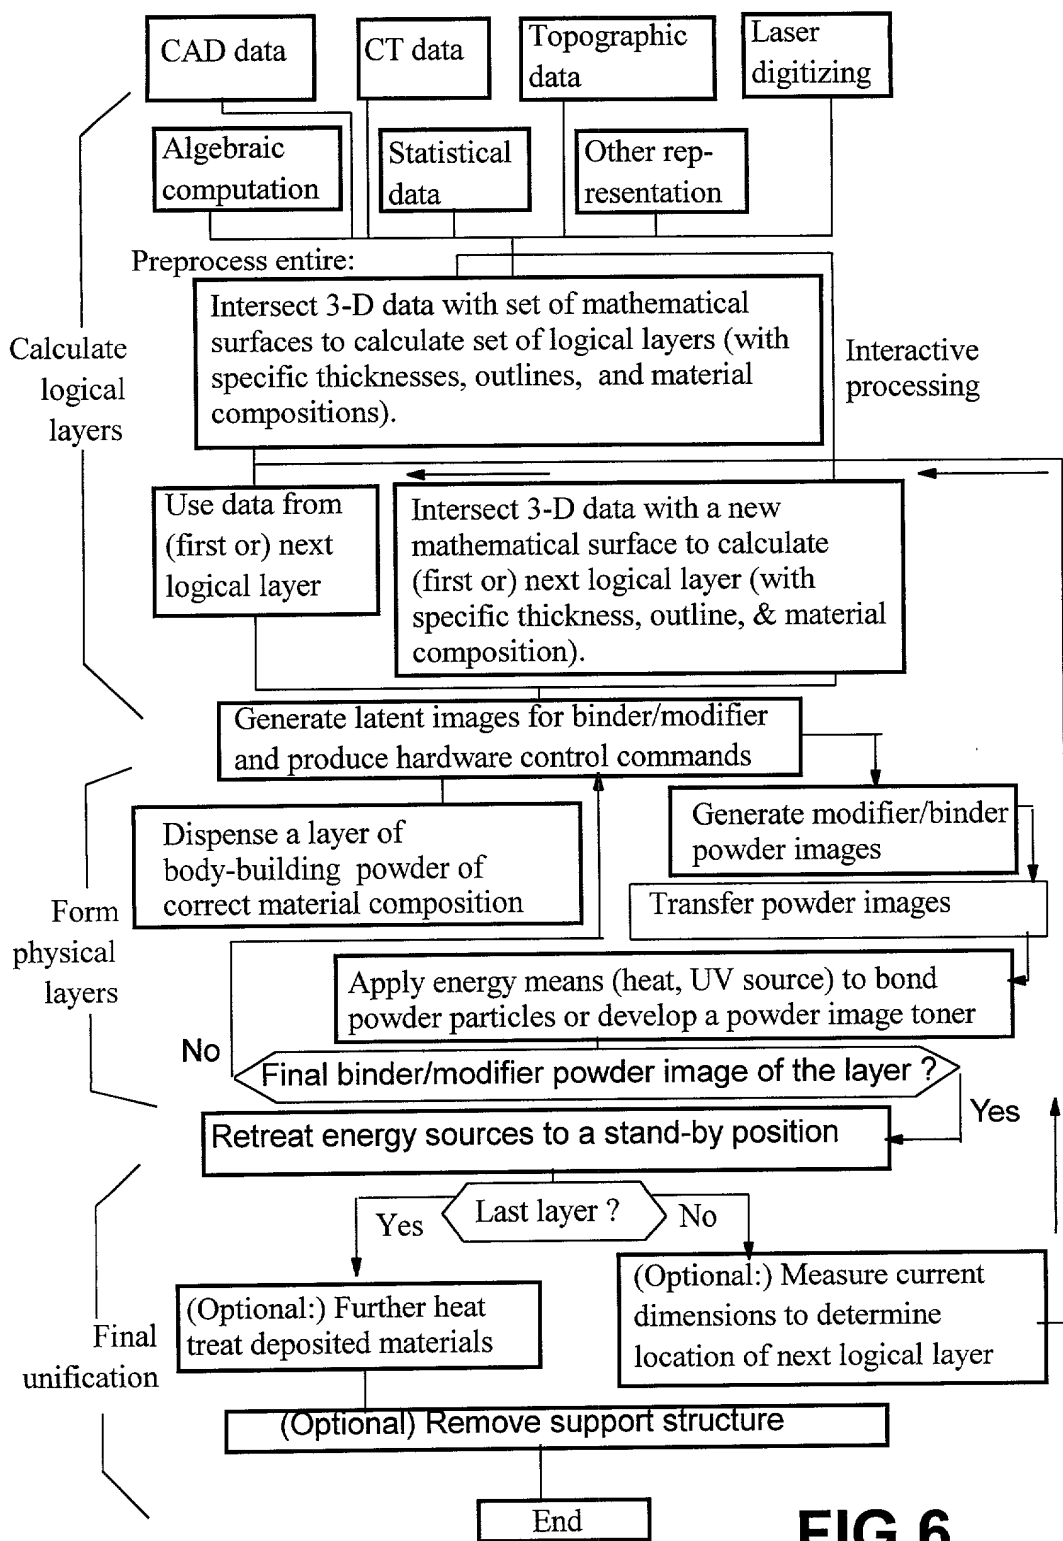 CAD data
CT data
Topographic
data
Laser
digitizing
Algebraic
computation
Statistical
data
Other rep-
resentation
Preprocess entire:
Intersect 3-D data with set of mathematical
surfaces to calculate set of logical layers (with
specific thicknesses, outlines, and material
compositions).
Calculate
logical
layers
Interactive
processing
Use data from
(first or) next
logical layer
Intersect 3-D data with a new
mathematical surface to calculate
(first or) next logical layer (with
specific thickness, outline, & material
composition).
Generate latent images for binder/modifier
and produce hardware control commands
Dispense a layer of
body-building powder of
correct material composition
Generate modifier/binder
powder images
Transfer powder images
Form
physical
layers
Apply energy means (heat, UV source) to bond
powder particles or develop a powder image toner
No
Final binder/modifier powder image of the layer ?
Yes
Retreat energy sources to a stand-by position
Yes
Last layer ?
No
(Optional:) Further heat
treat deposited materials
(Optional:) Measure current
dimensions to determine
location of next logical layer
Final
unification
(Optional) Remove support structure
End
FIG.6